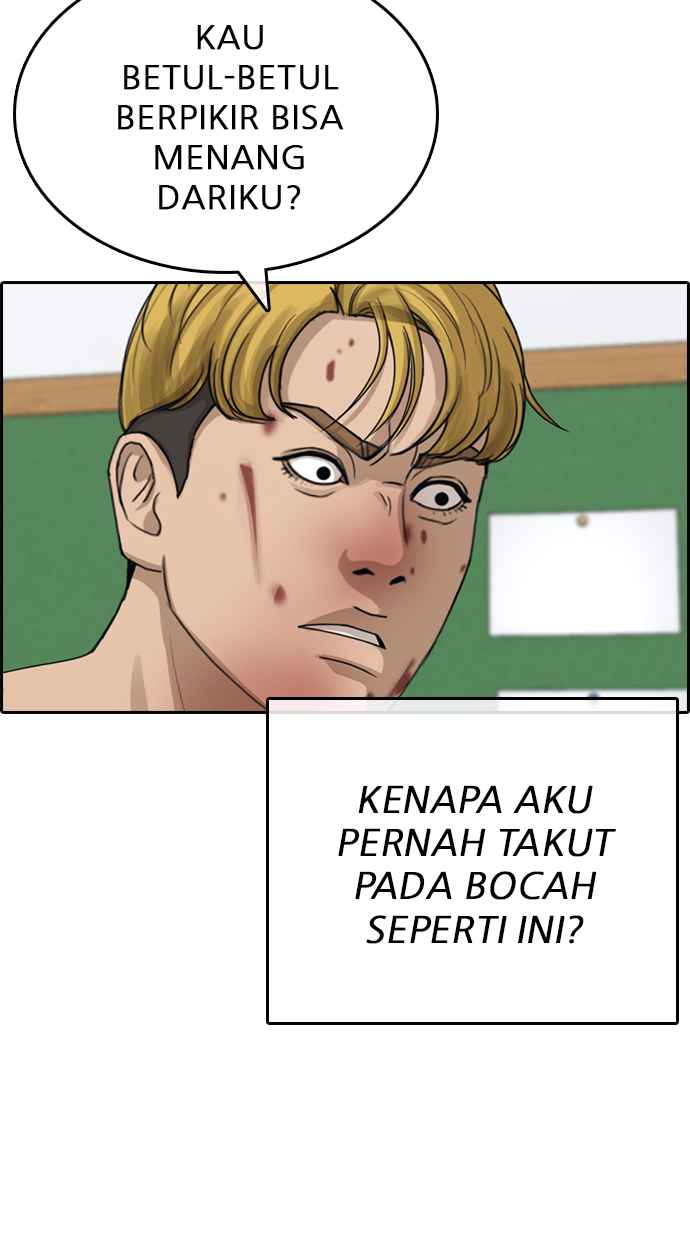 KAU
BETUL-BETUL
BERPIKIR BISA
MENANG
DARIKU?
KENAPA AKU
PERNAH TAKUT
PADA BOCAH
SEPERTI INI?